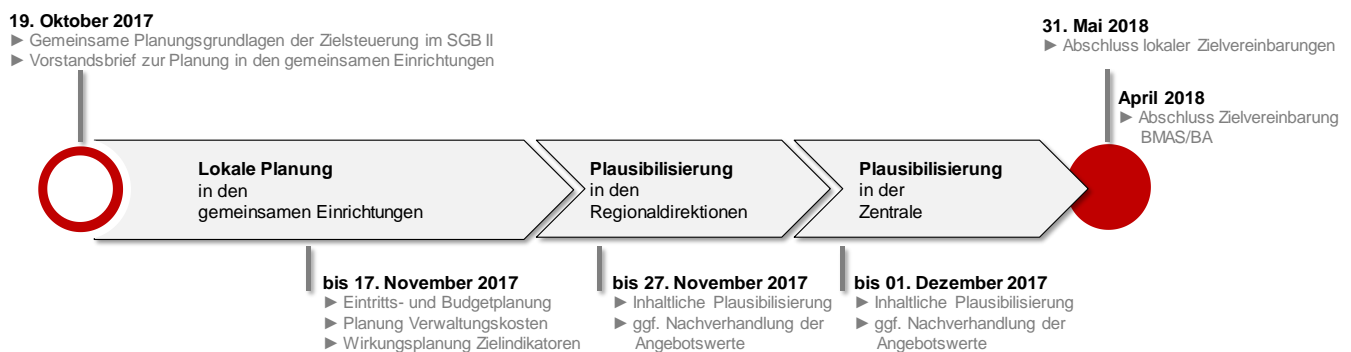 19. Oktober 2017
► Gemeinsame Planungsgrundlagen der Zielsteuerung im SGB II
► Vorstandsbrief zur Planung in den gemeinsamen Einrichtungen
31. Mai 2018
► Abschluss lokaler Zielvereinbarungen
April 2018
► Abschluss Zielvereinbarung
BMAS/BA
Lokale Planung
in den
gemeinsamen Einrichtungen
Plausibilisierung
in den
Regionaldirektionen
Plausibilisierung
in der
Zentrale
bis 17. November 2017
► Eintritts- und Budgetplanung
► Planung Verwaltungskosten
► Wirkungsplanung Zielindikatoren
bis 27. November 2017
► Inhaltliche Plausibilisierung
► ggf. Nachverhandlung der
Angebotswerte
bis 01. Dezember 2017
► Inhaltliche Plausibilisierung
► ggf. Nachverhandlung der
Angebotswerte